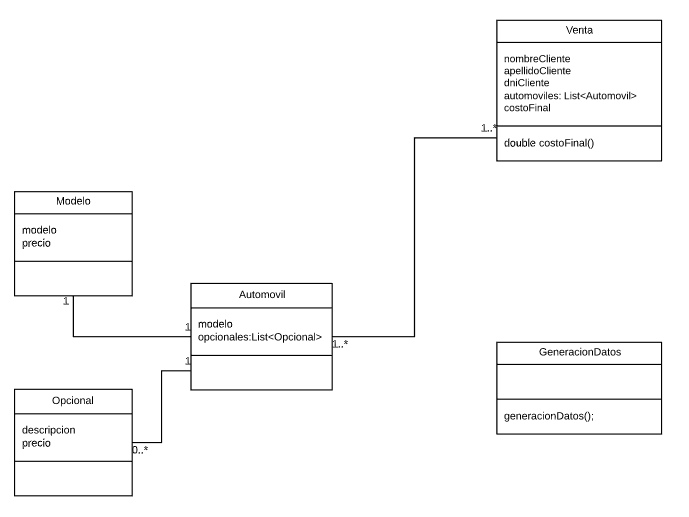 Venta
nombreCliente
apellidoCliente
dniCliente
automoviles: List<Automovil>
costoFinal
1..*
double costoFinal()
Modelo
modelo
precio
1
Automovil
1
modelo
opcionales:List<Opcional>
1..*
1
GeneracionDatos
generacionDatos();
Opcional
descripcion
precio
0..*